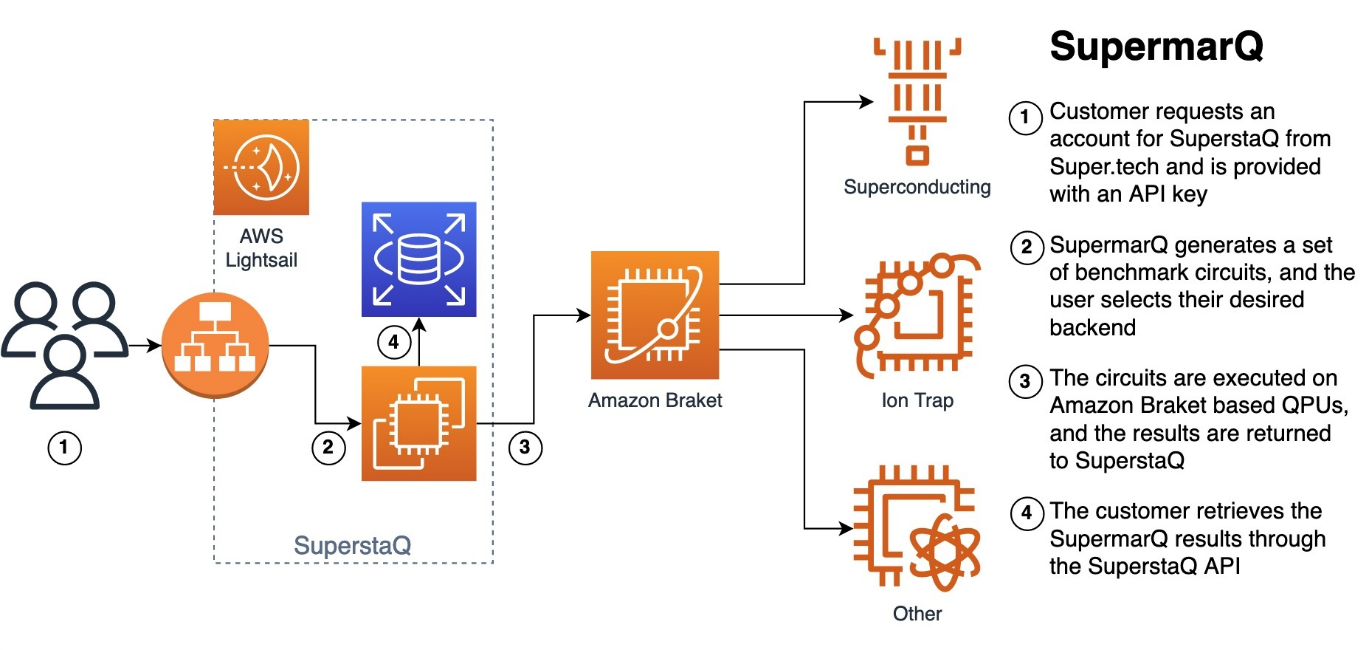 SupermarQ
AWS
Lightsail
SuperstaQ
Amazon Braket
Superconducting
Ion Trap
Other
1
2
3
4
1 Customer requests an
account for SuperstaQ from
Super.tech and is provided
with an API key
2 SupermarQ generates a set
of benchmark circuits, and the
user selects their desired
backend
3 The circuits are executed on
Amazon Braket based QPUs,
and the results are returned
to SuperstaQ
4 The customer retrieves the
SupermarQ results through
the SuperstaQ API